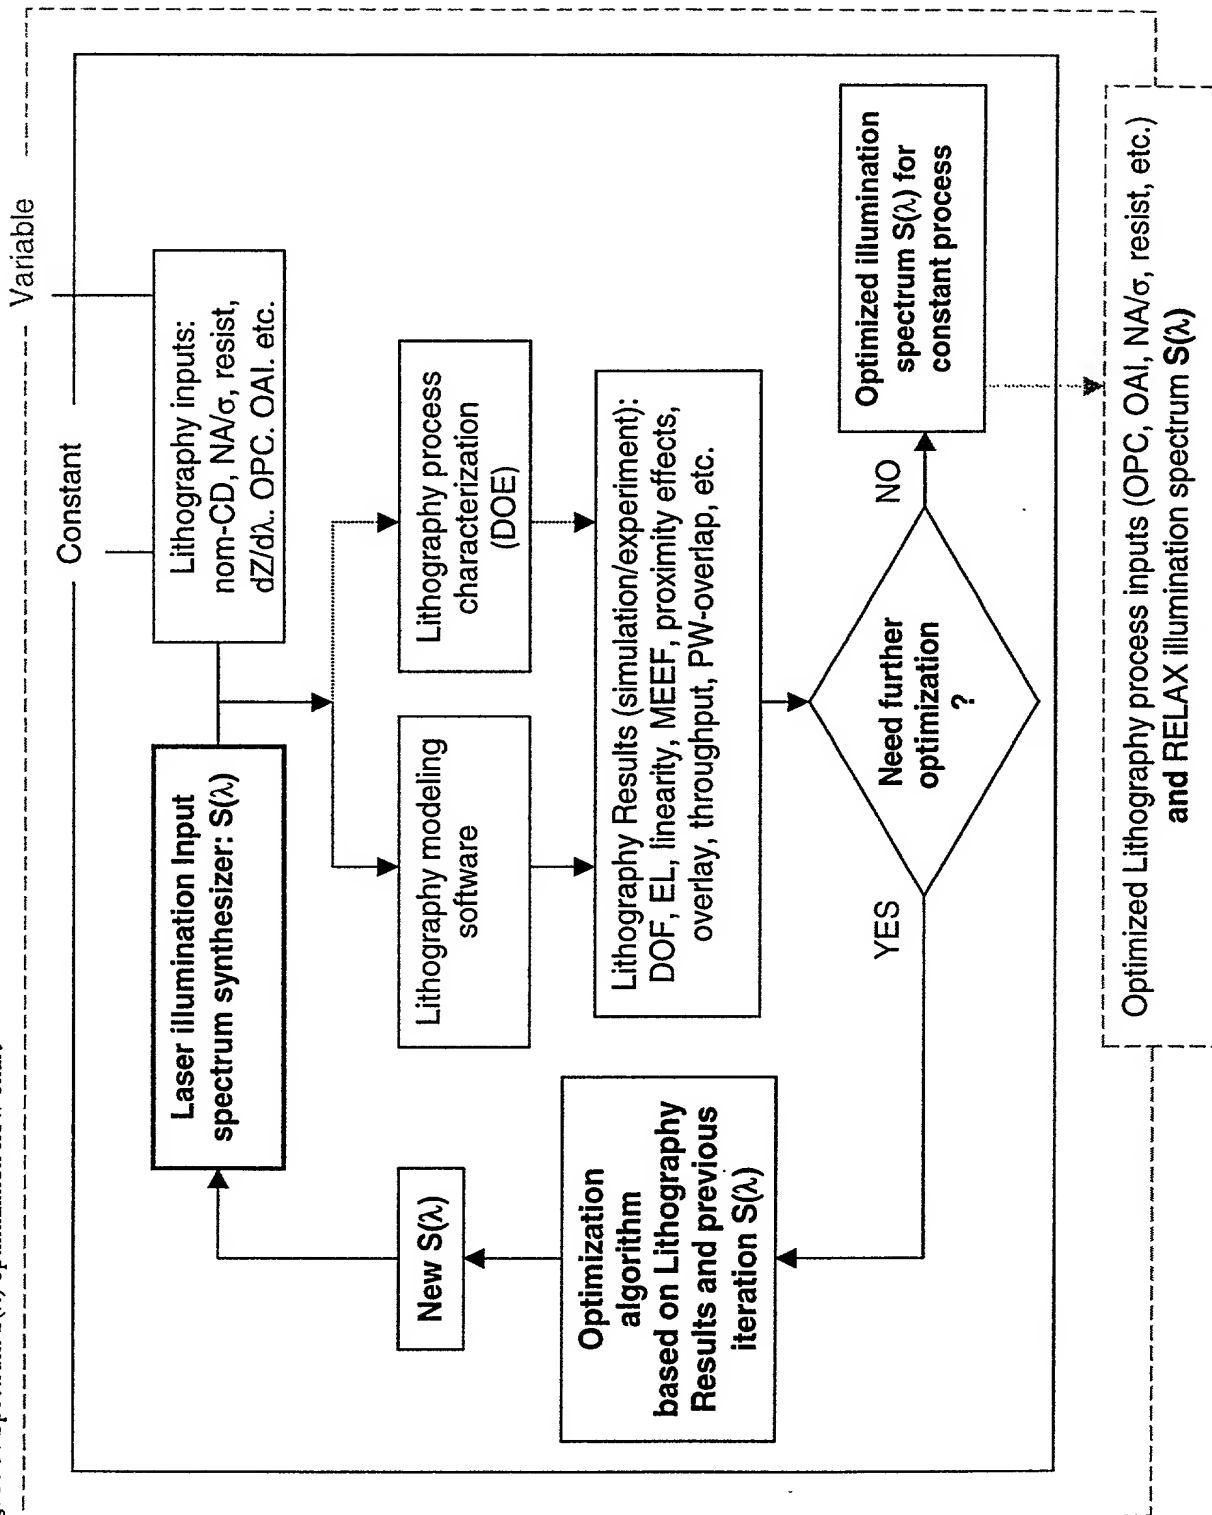 Variable
Constant
Laser illumination Input
spectrum synthesizer: S(λ)
Lithography inputs:
nom-CD, NA/σ, resist,
dZ/dλ. OPC. OAI. etc.
Lithography modeling
software
Lithography process
characterization
(DOE)
New S(λ)
Lithography Results (simulation/experiment):
DOF, EL, linearity, MEEF, proximity effects,
overlay, throughput, PW-overlap, etc.
Optimization
algorithm
based on Lithography
Results and previous
iteration S(λ)
YES
Need further
optimization
?
NO
Optimized illumination
spectrum S(λ) for
constant process
Optimized Lithography process inputs (OPC, OAI, NA/σ, resist, etc.)
and RELAX illumination spectrum S(λ)